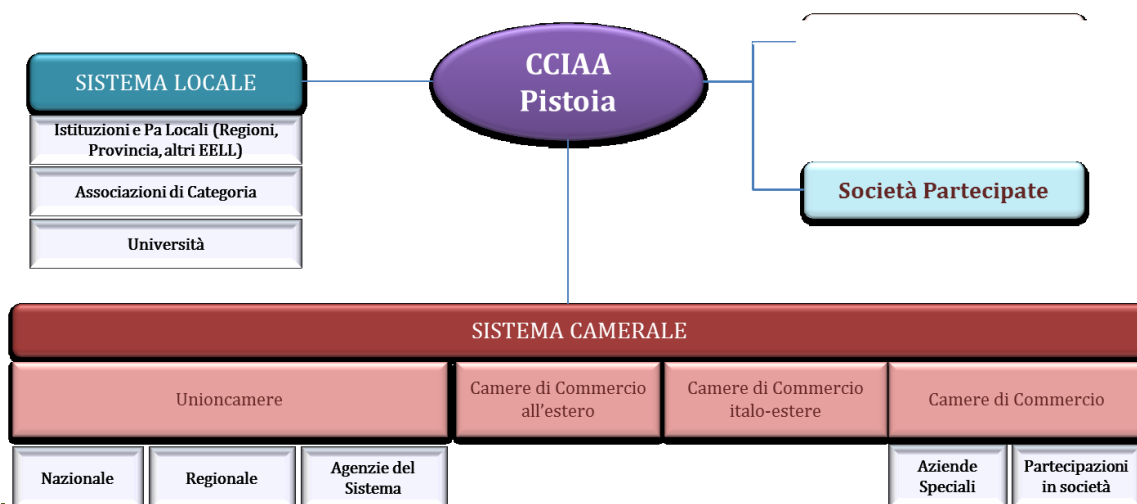 CCIAA
Pistoia
SISTEMA LOCALE
Istituzioni e Pa Locali (Regioni,
Provincia, altri EELL)
Associazioni di Categoria
Università
Società Partecipate
SISTEMA CAMERALE
Unioncamere
Camere di Commercio
all'estero
Camere di Commercio
italo-estere
Camere di Commercio
Nazionale
Regionale
Agenzie del
Sistema
Aziende
Speciali
Partecipazioni
in società